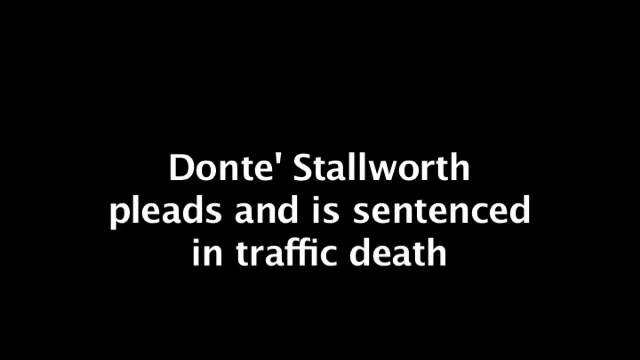 Donte' Stallworth
pleads and is sentenced
in traffic death